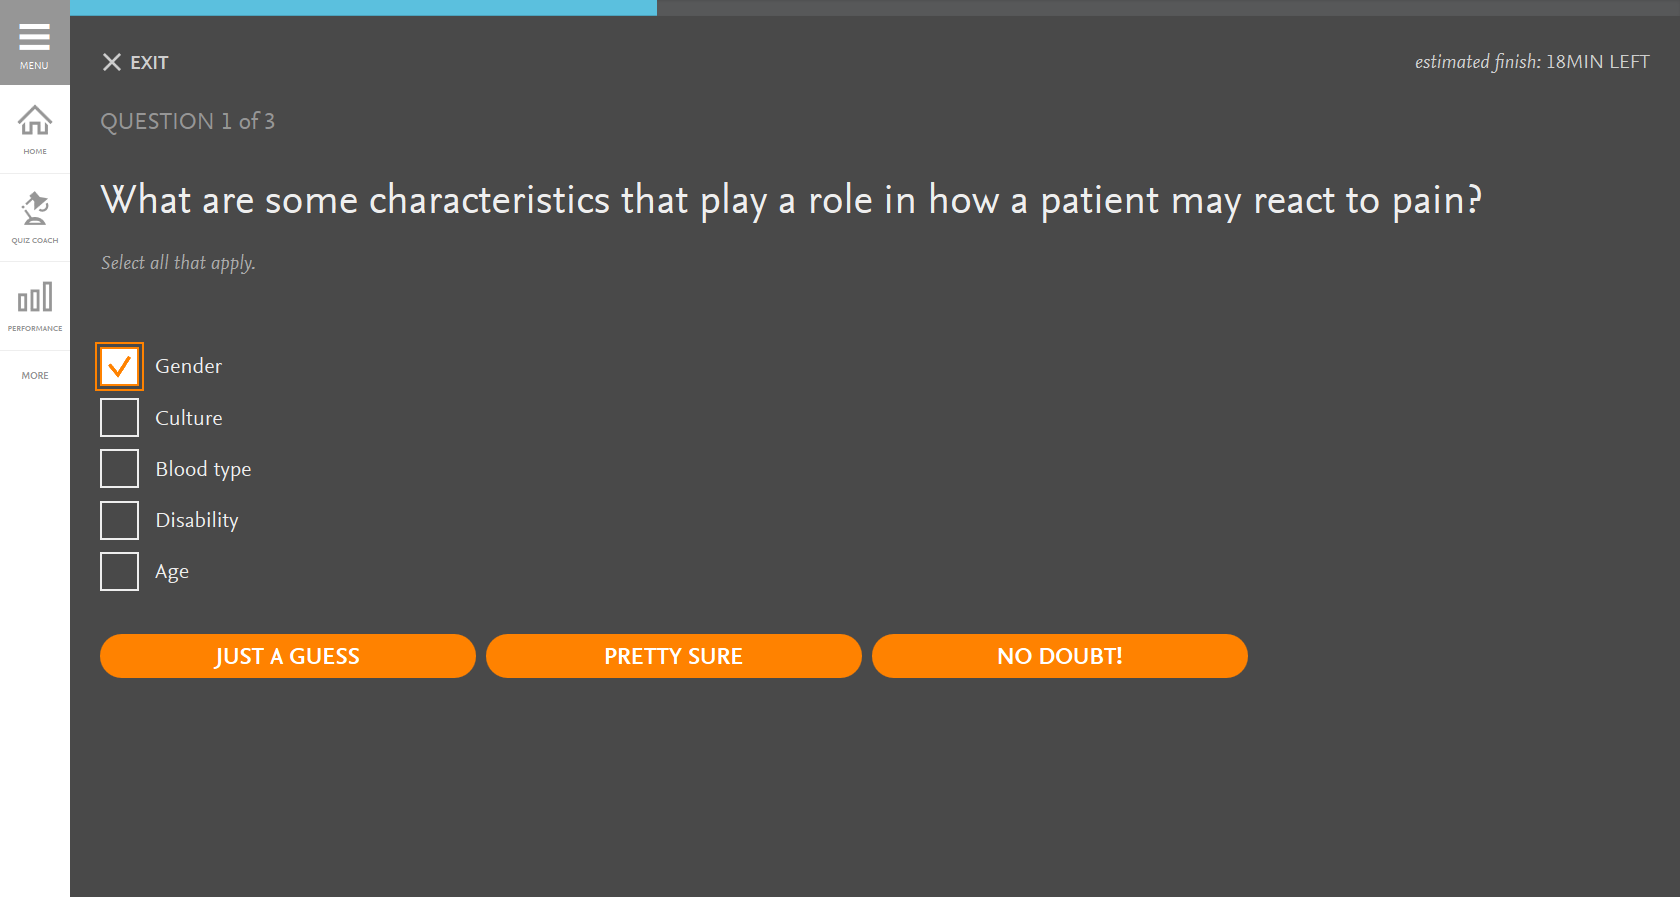 MENU
HOME
QUIZ COACH
PERFORMANCE
MORE
EXIT
estimated finish: 18MIN LEFT
QUESTION 1 of 3
What are some characteristics that play a role in how a patient may react to pain?
Select all that apply.
Gender
Culture
Blood type
Disability
Age
JUST A GUESS
PRETTY SURE
NO DOUBT!